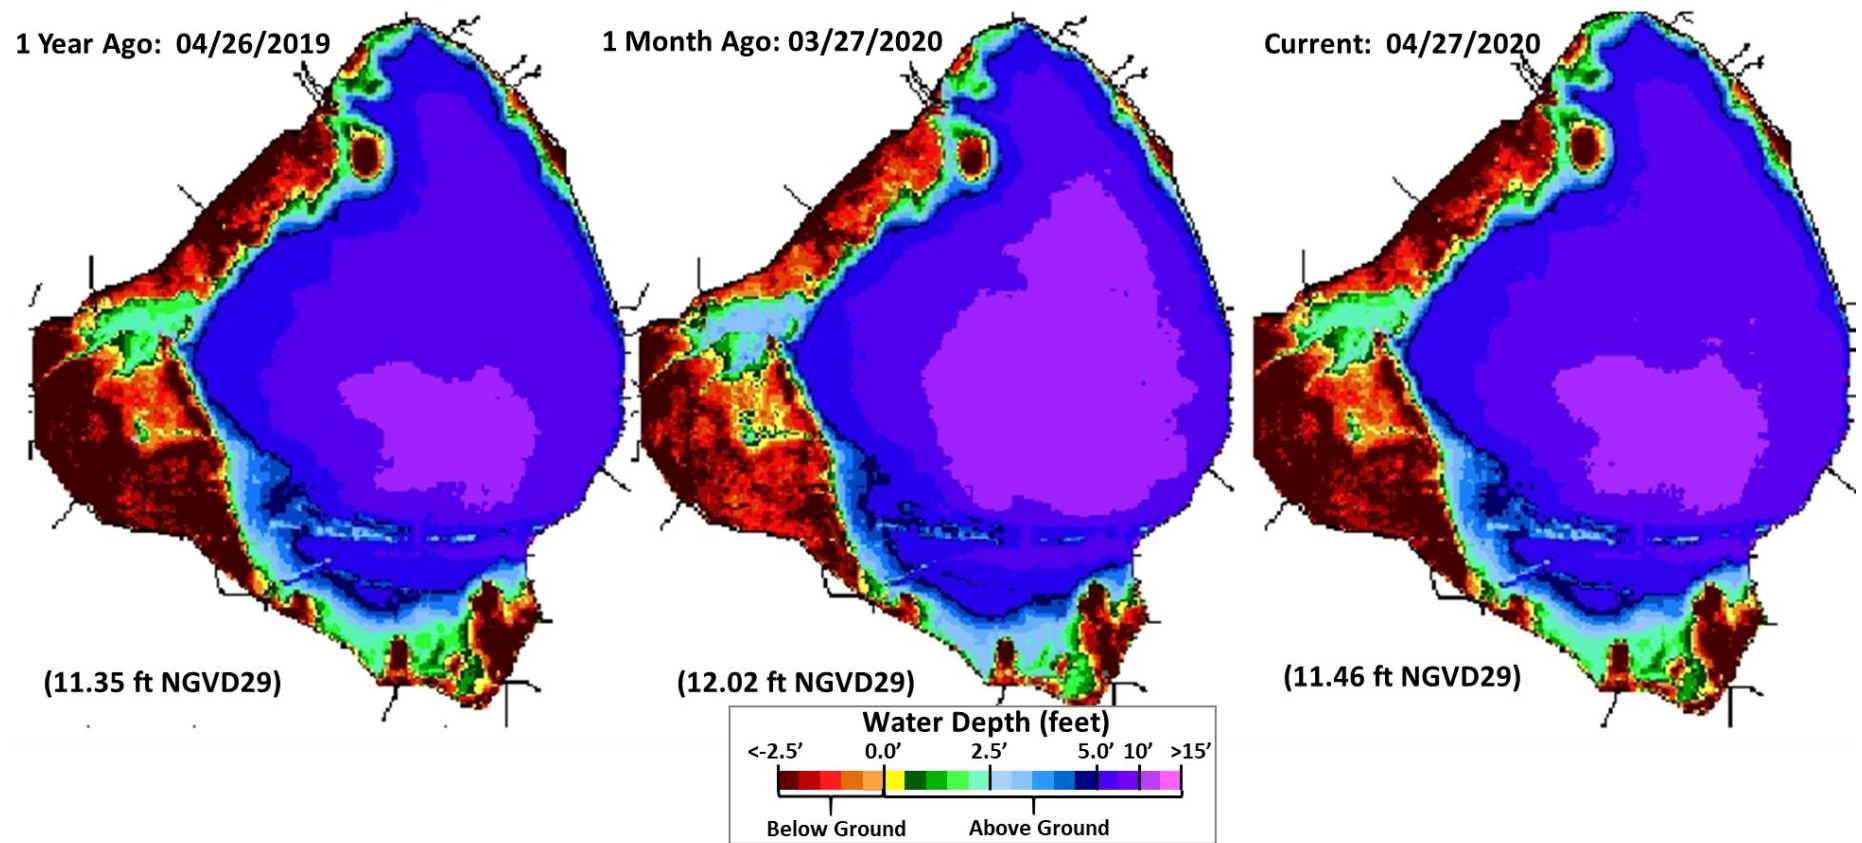 1 Year Ago: 04/26/2019
1 Month Ago: 03/27/2020
Current: 04/27/2020
(11.35 ft NGVD29)
(12.02 ft NGVD29)
(11.46 ft NGVD29)
Water Depth (feet)
<-2.5’ 0.0’ 2.5’ 5.0’ 10’ >15’
Below Ground Above Ground